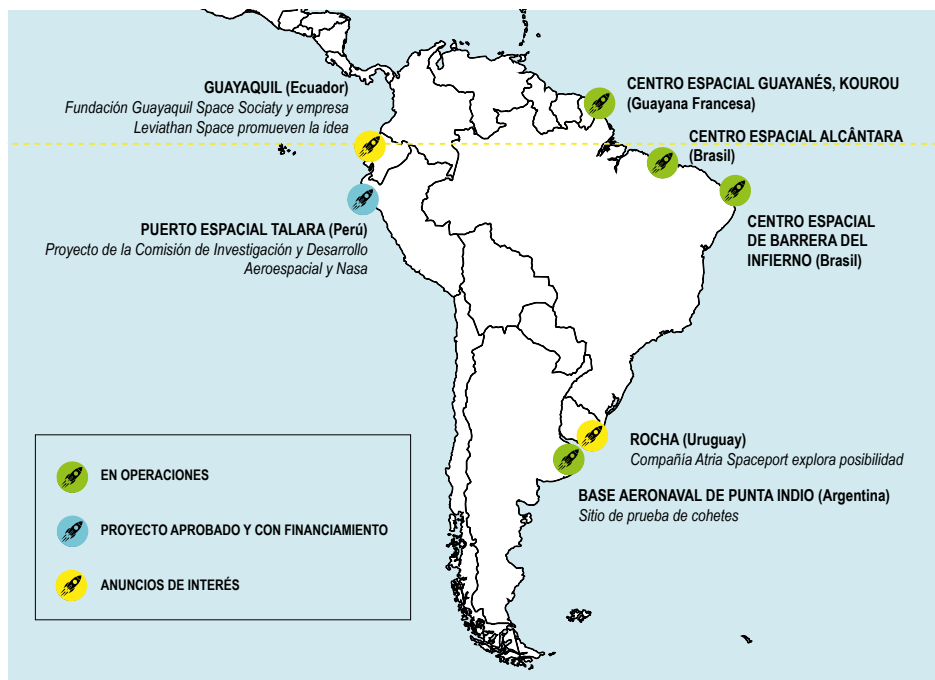 GUAYAQUIL (Ecuador)
Fundación Guayaquil Space Sociaty y empresa
Leviathan Space promueven la idea
CENTRO ESPACIAL GUAYANÉS, KOUROU
(Guayana Francesa)
CENTRO ESPACIAL ALCÂNTARA
(Brasil)
CENTRO ESPACIAL
DE BARRERA DEL
INFIERNO (Brasil)
PUERTO ESPACIAL TALARA (Perú)
Proyecto de la Comisión de Investigación y Desarrollo
Aeroespacial y Nasa
ROCHA (Uruguay)
Compañía Atria Spaceport explora posibilidad
BASE AERONAVAL DE PUNTA INDIO (Argentina)
Sitio de prueba de cohetes
EN OPERACIONES
PROYECTO APROBADO Y CON FINANCIAMIENTO
ANUNCIOS DE INTERÉS